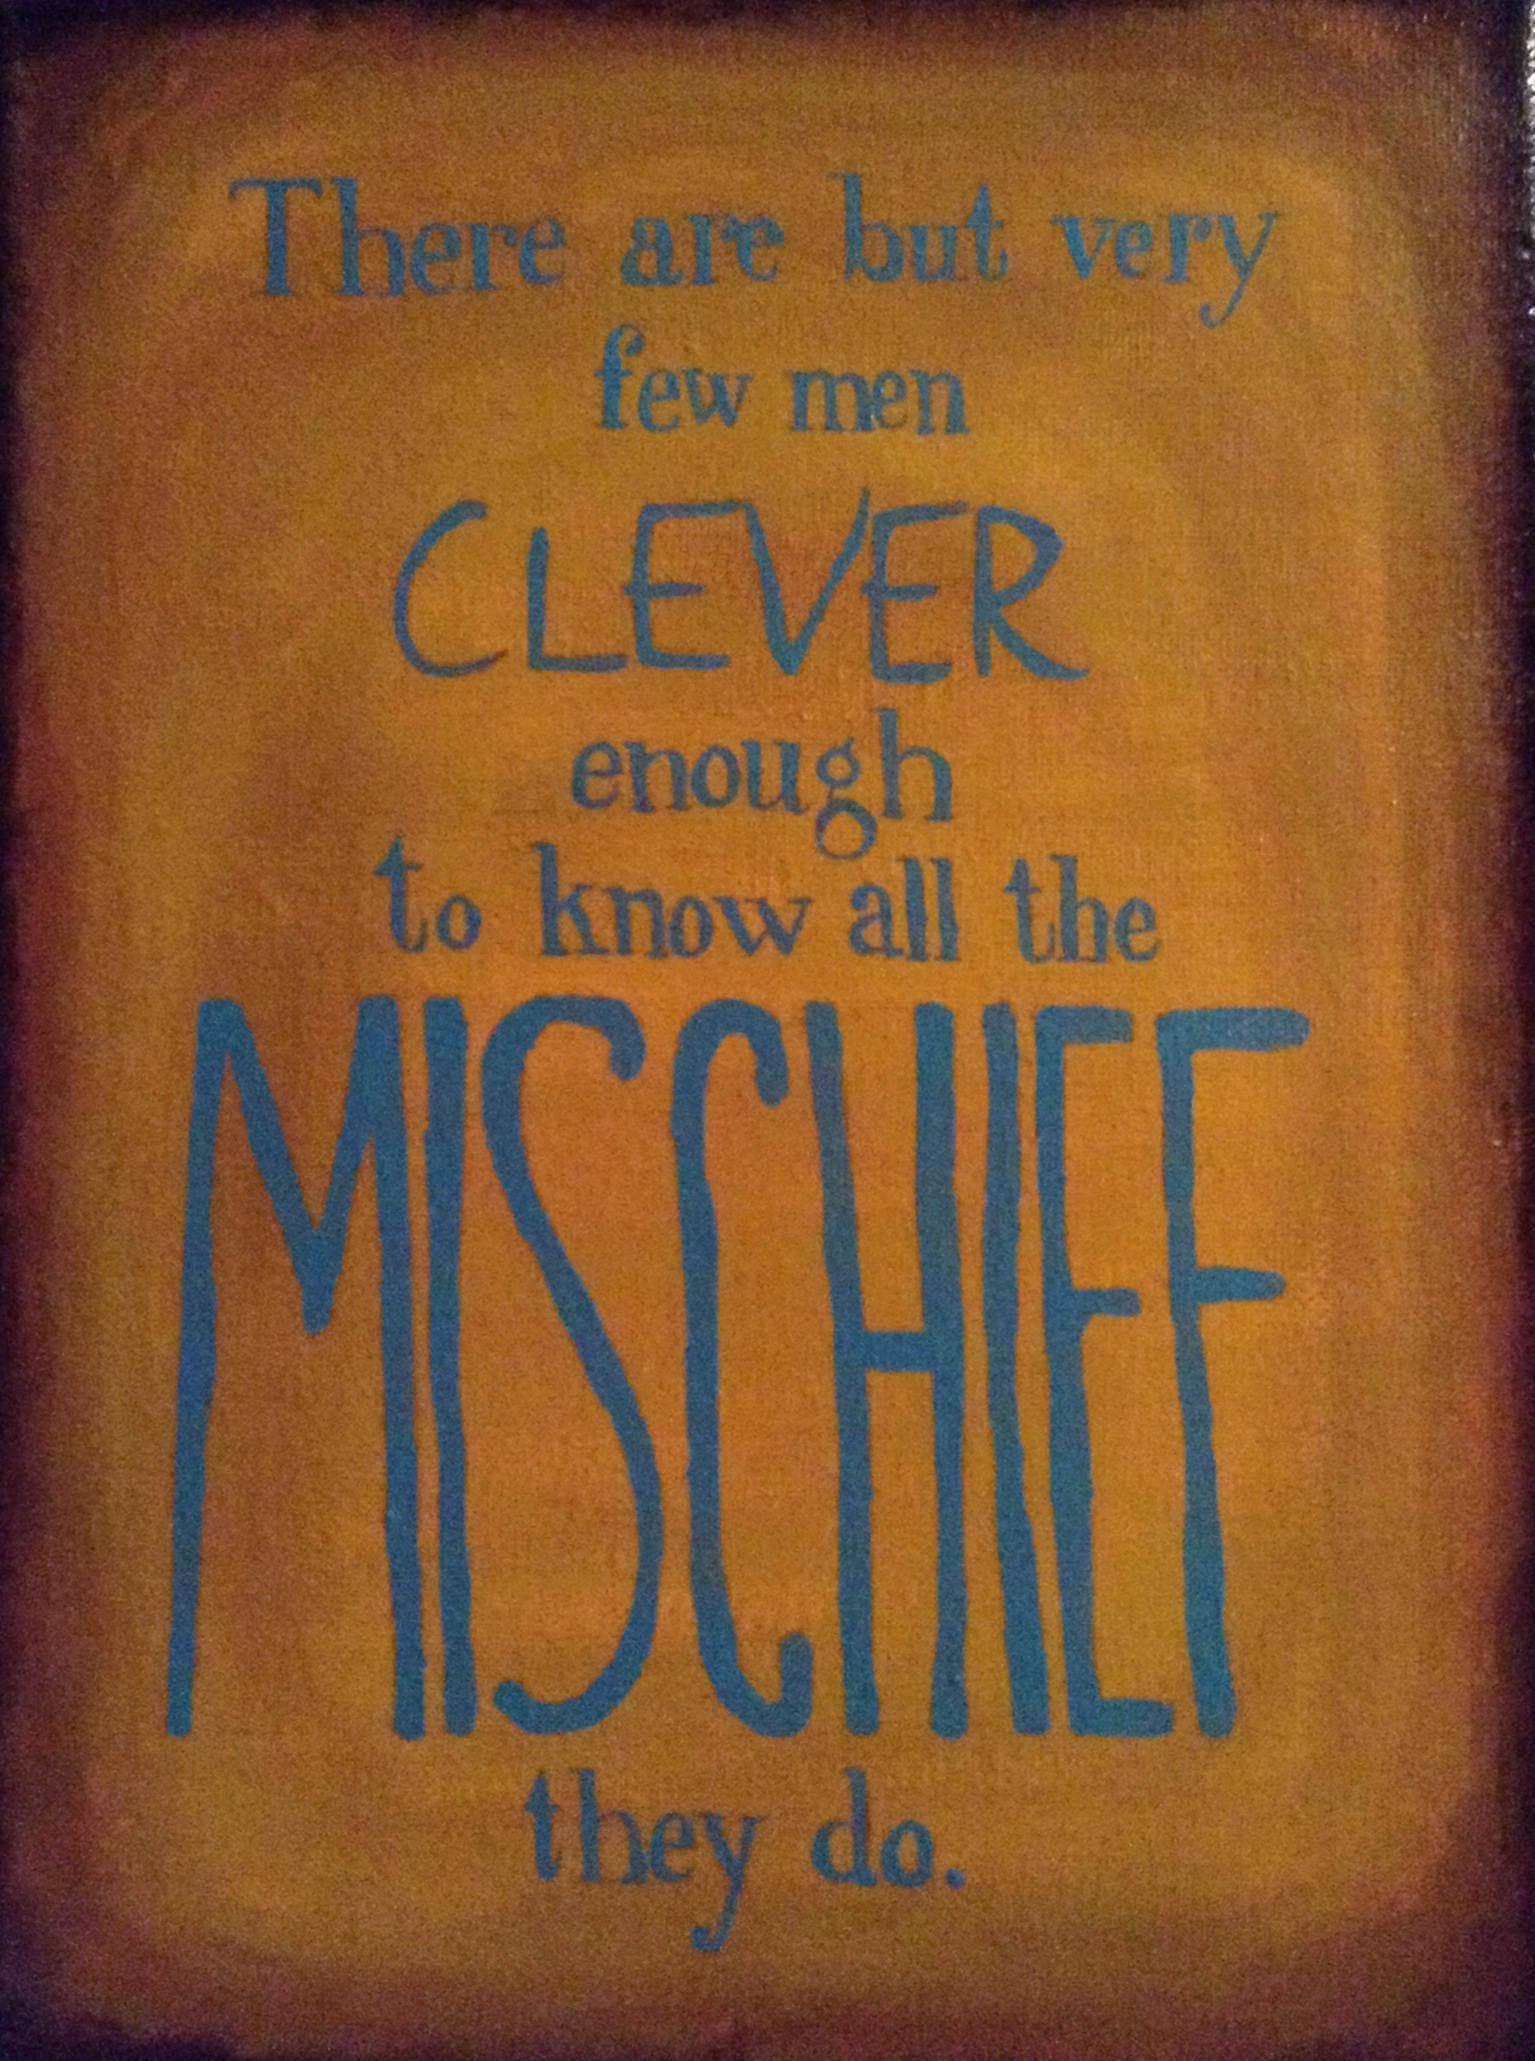 There are but very
few men
CLEVER
enough
to know all the
MISCHIEF
they do.